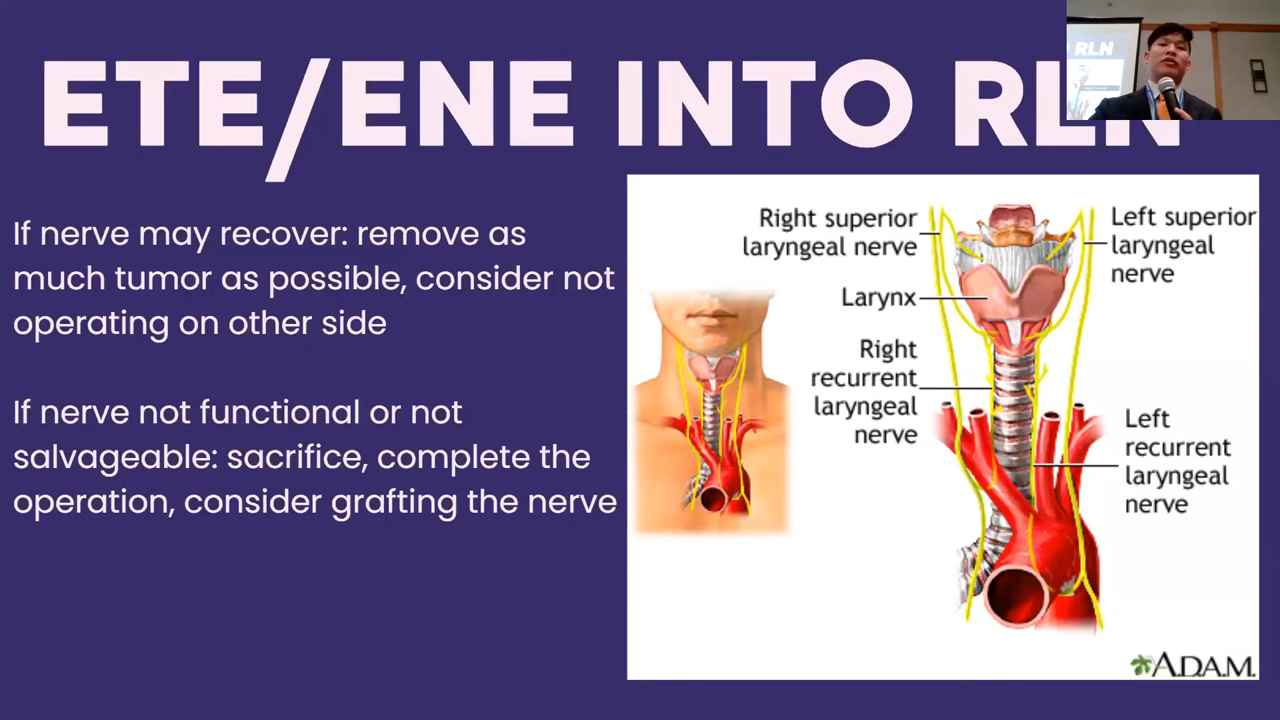 ETE/ENE INTO RLN
RLN
If nerve may recover: remove as
much tumor as possible, consider not
operating on other side
If nerve not functional or not
salvageable: sacrifice, complete the
operation, consider grafting the nerve
Right superior
laryngeal nerve
Larynx
Right
recurrent
laryngeal
nerve
Left superior
laryngeal
nerve
Left
recurrent
laryngeal
nerve
A.D.A.M.